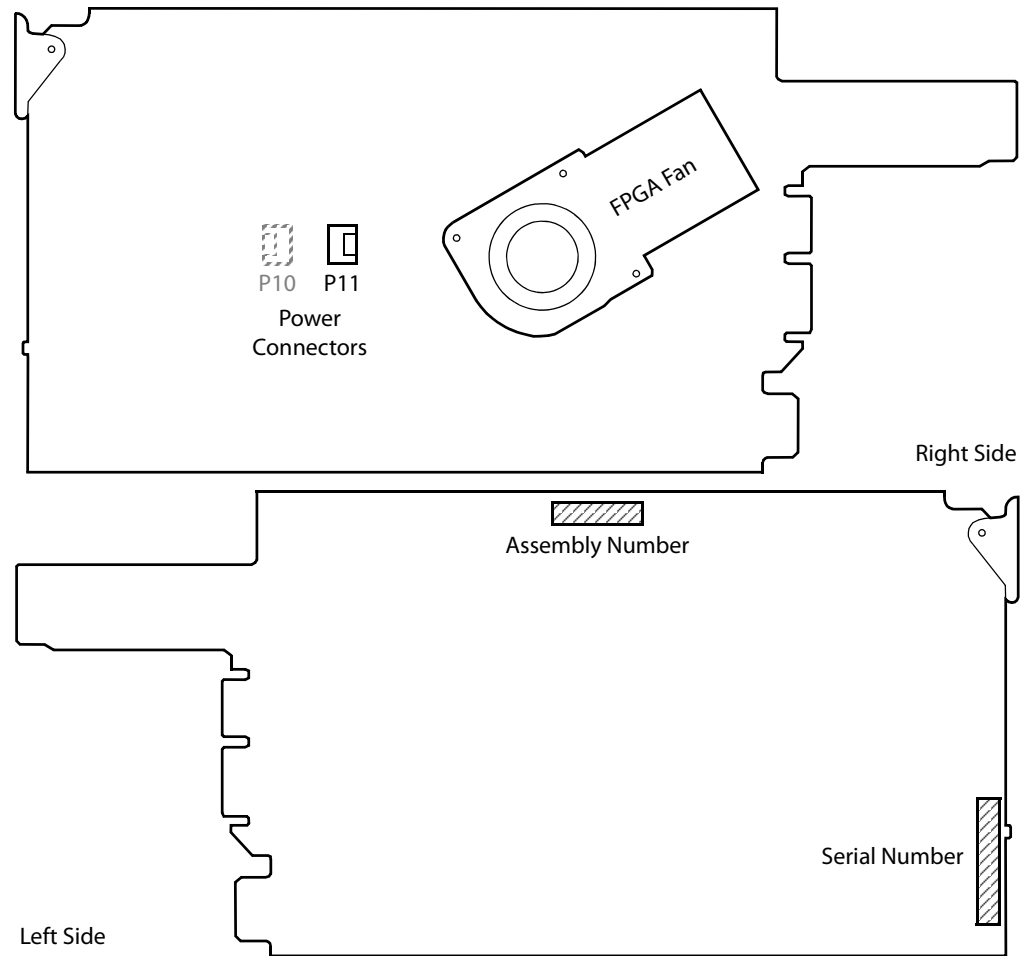 FPGA Fan
P10
P11
Power
Connectors
Right Side
Assembly Number
Serial Number
Left Side